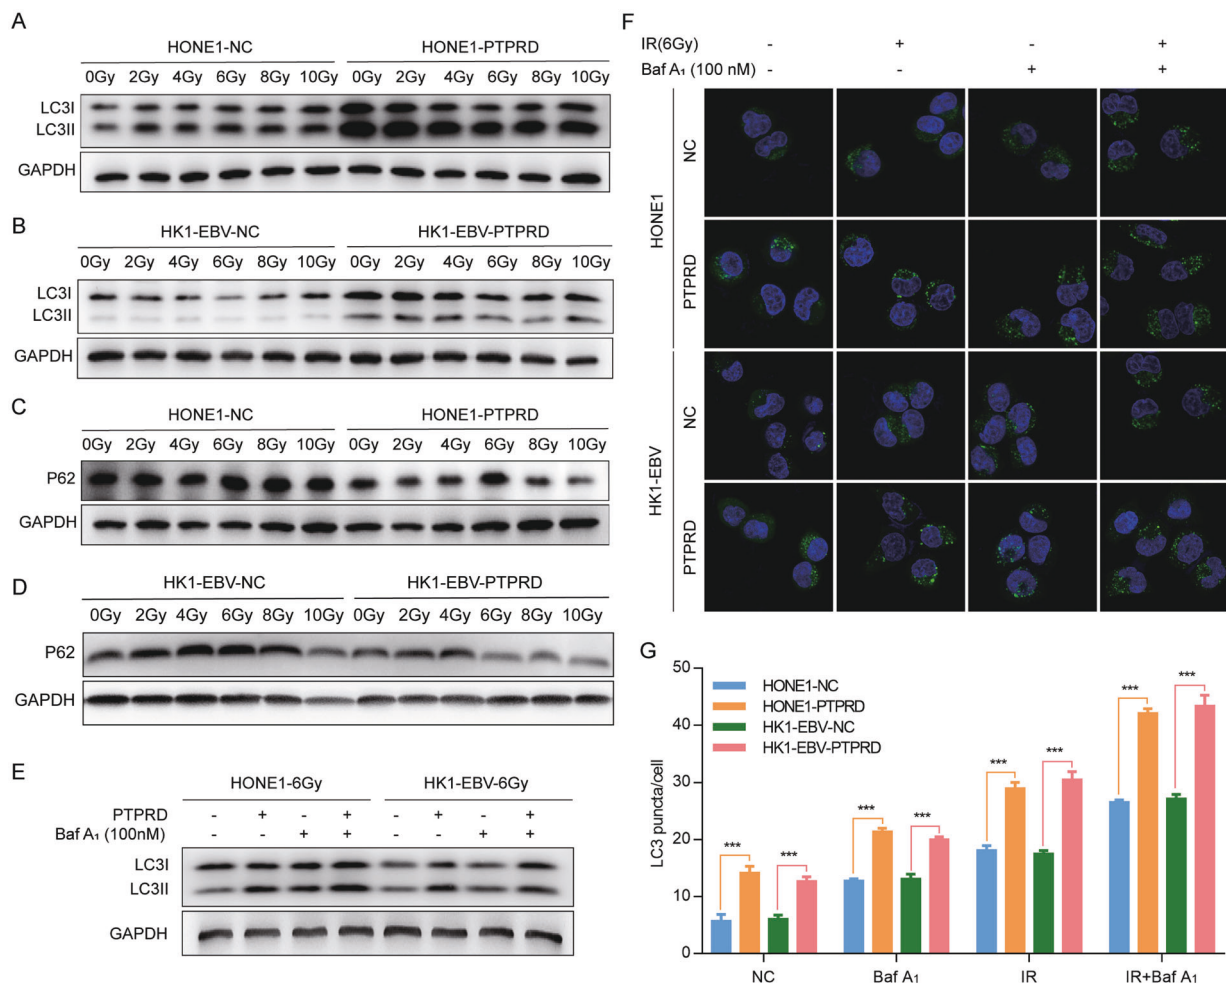 A
HONE1-NC HONE1-PTPRD
0Gy 2Gy 4Gy 6Gy 8Gy 10Gy 0Gy 2Gy 4Gy 6Gy 8Gy 10Gy
LC3I
LC3II
GAPDH
B
HK1-EBV-NC HK1-EBV-PTPRD
0Gy 2Gy 4Gy 6Gy 8Gy 10Gy 0Gy 2Gy 4Gy 6Gy 8Gy 10Gy
LC3I
LC3II
GAPDH
C
HONE1-NC HONE1-PTPRD
0Gy 2Gy 4Gy 6Gy 8Gy 10Gy 0Gy 2Gy 4Gy 6Gy 8Gy 10Gy
P62
GAPDH
D
HK1-EBV-NC HK1-EBV-PTPRD
0Gy 2Gy 4Gy 6Gy 8Gy 10Gy 0Gy 2Gy 4Gy 6Gy 8Gy 10Gy
P62
GAPDH
E
HONE1-6Gy HK1-EBV-6Gy
PTPRD - + - + - + - +
Baf A₁ (100nM) - - + + - - + +
LC3I
LC3II
GAPDH
F
IR(6Gy) - + - +
Baf A₁ (100 nM) - - + +
HONE1
NC
PTPRD
HK1-EBV
NC
PTPRD
G
LC3 puncta/cell
50
40
30
20
10
0
HONE1-NC
HONE1-PTPRD
HK1-EBV-NC
HK1-EBV-PTPRD
*** *** *** *** *** *** *** ***
NC Baf A₁ IR IR+Baf A₁